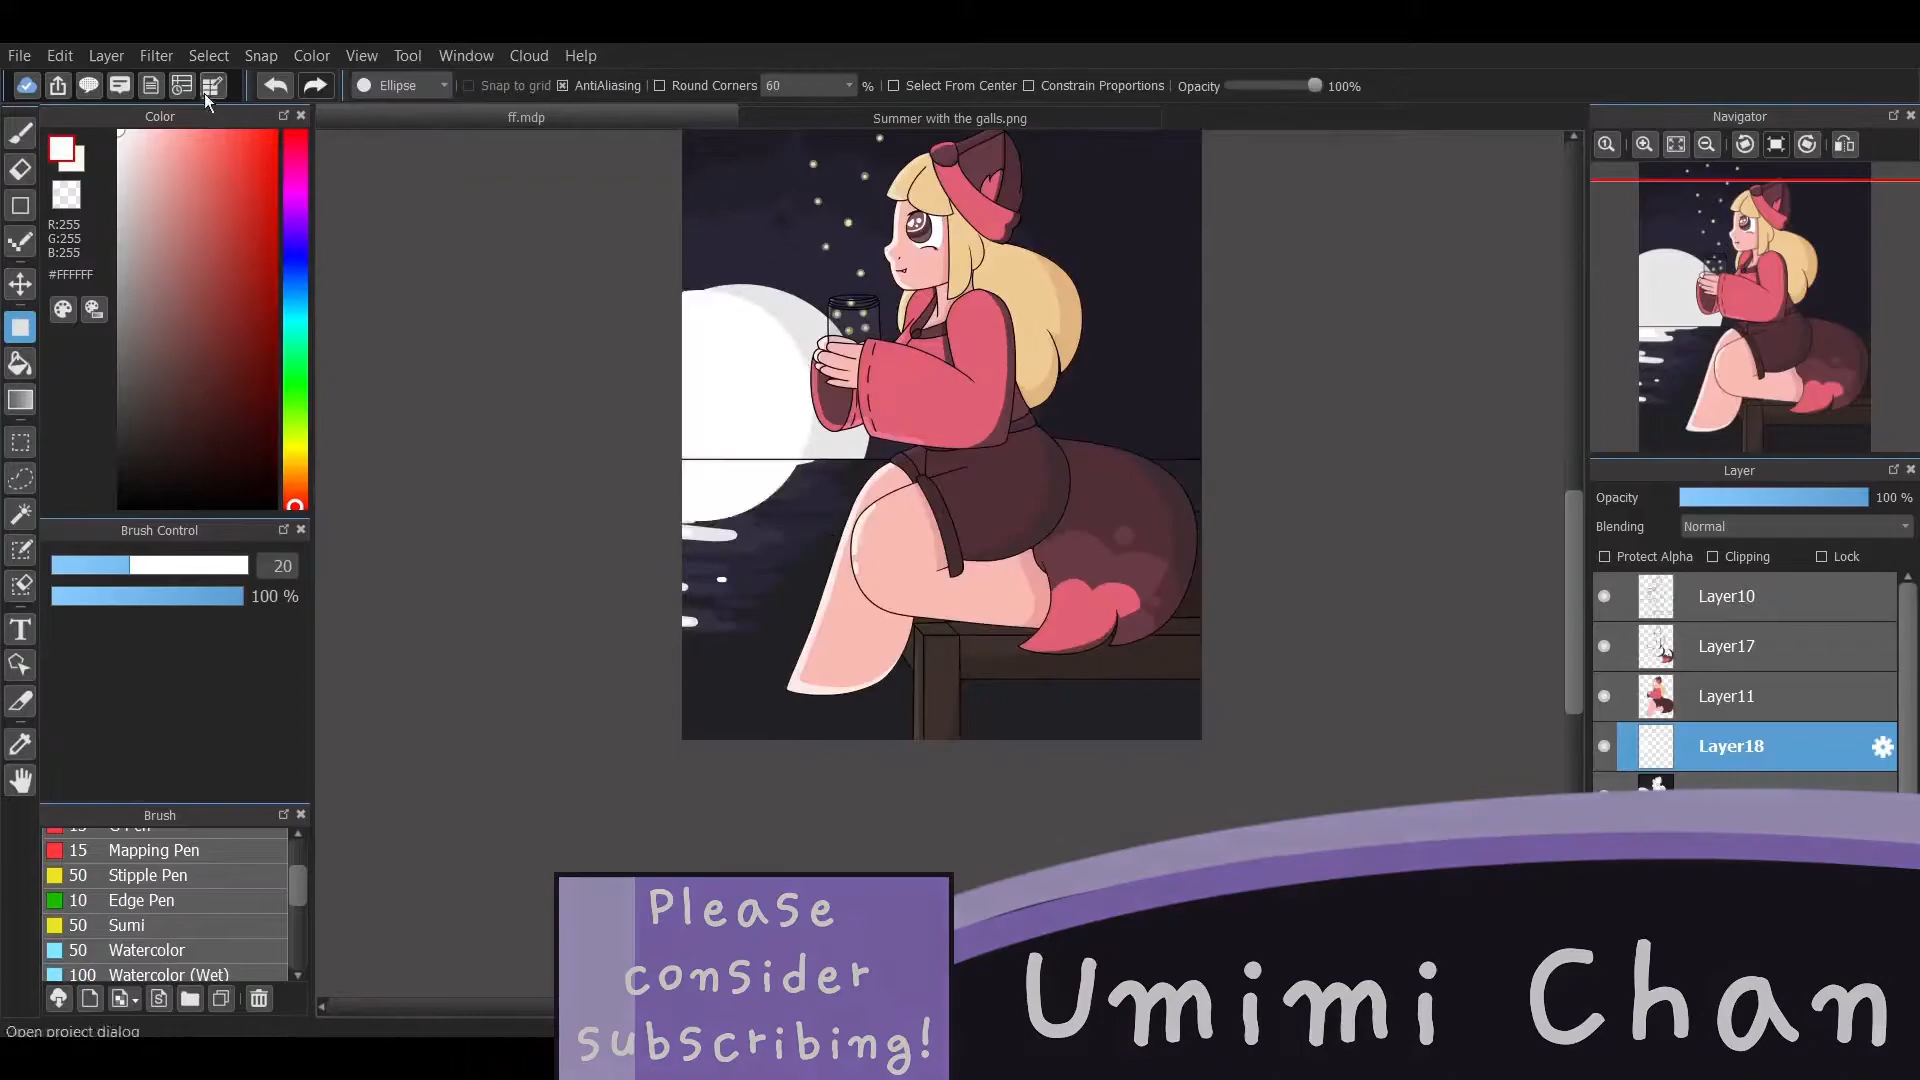 File Edit Layer Filter Select Snap Color View Tool Window Cloud Help
Ellipse Snap to grid AntiAliasing Round Corners 60 % Select From Center Constrain Proportions Opacity 100%
Color
ff.mdp
Summer with the galls.png
Navigator
R:255
G:255
B:255
#FFFFFF
Brush Control
20
100 %
Brush
15 G Pen
15 Mapping Pen
50 Stipple Pen
10 Edge Pen
50 Sumi
50 Watercolor
100 Watercolor (Wet)
Open project dialog
Layer
Opacity 100 %
Blending Normal
Protect Alpha Clipping Lock
Layer10
Layer17
Layer11
Layer18
Please
consider
subscribing!
Umimi Chan